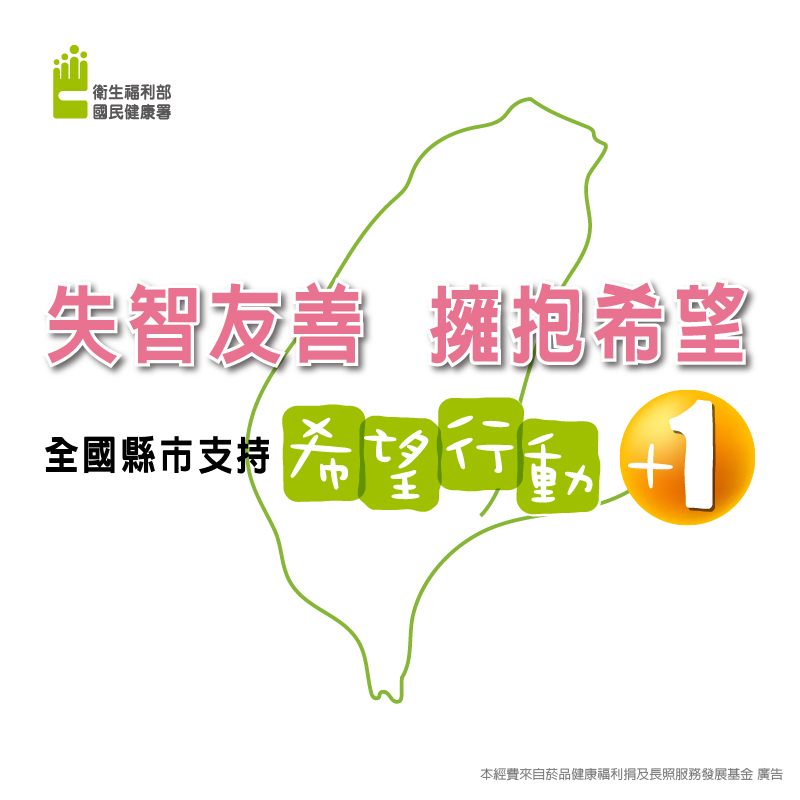 衛生福利部
國民健康署
失智友善 擁抱希望
全國縣市支持 希望行動 +1
本經費來自菸品健康福利捐及長照服務發展基金 廣告